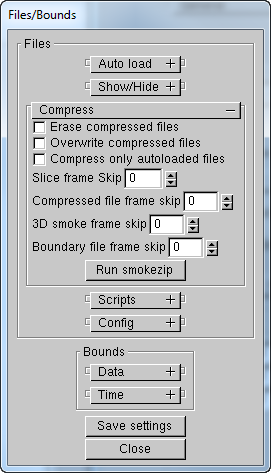 Files/Bounds
Files
Auto load +
Show/Hide +
Compress −
Erase compressed files
Overwrite compressed files
Compress only autoloaded files
Slice frame Skip 0
Compressed file frame skip 0
3D smoke frame skip 0
Boundary file frame skip 0
Run smokezip
Scripts +
Config +
Bounds
Data +
Time +
Save settings
Close